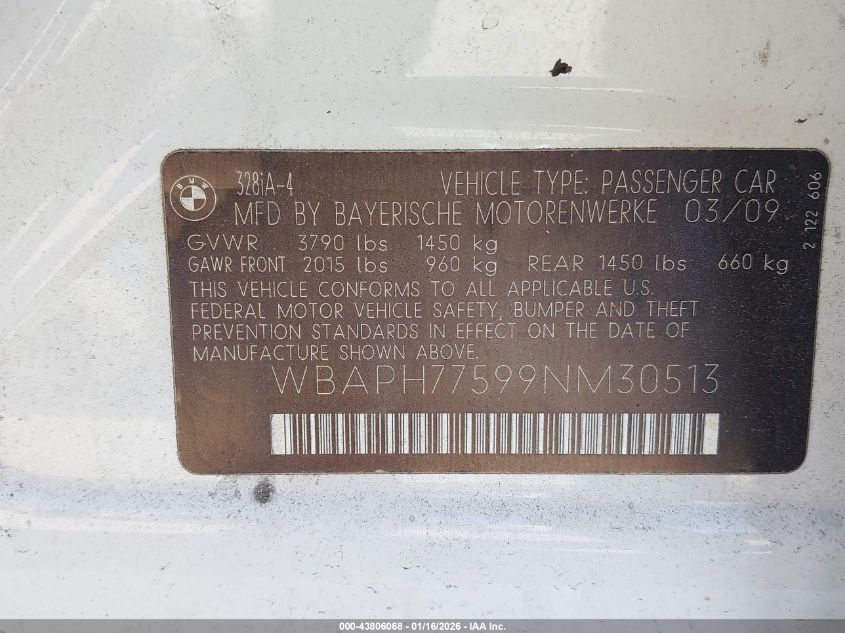 BMW
328iA-4 VEHICLE TYPE: PASSENGER CAR
MFD BY BAYERISCHE MOTORENWERKE 03/09
GVWR 3790 lbs 1450 kg
GAWR FRONT 2015 lbs 960 kg REAR 1450 lbs 660 kg
THIS VEHICLE CONFORMS TO ALL APPLICABLE U.S.
FEDERAL MOTOR VEHICLE SAFETY, BUMPER AND THEFT
PREVENTION STANDARDS IN EFFECT ON THE DATE OF
MANUFACTURE SHOWN ABOVE.
WBAPH77599NM30513
2 122 606
000-43806068 - 01/16/2026 - IAA Inc.